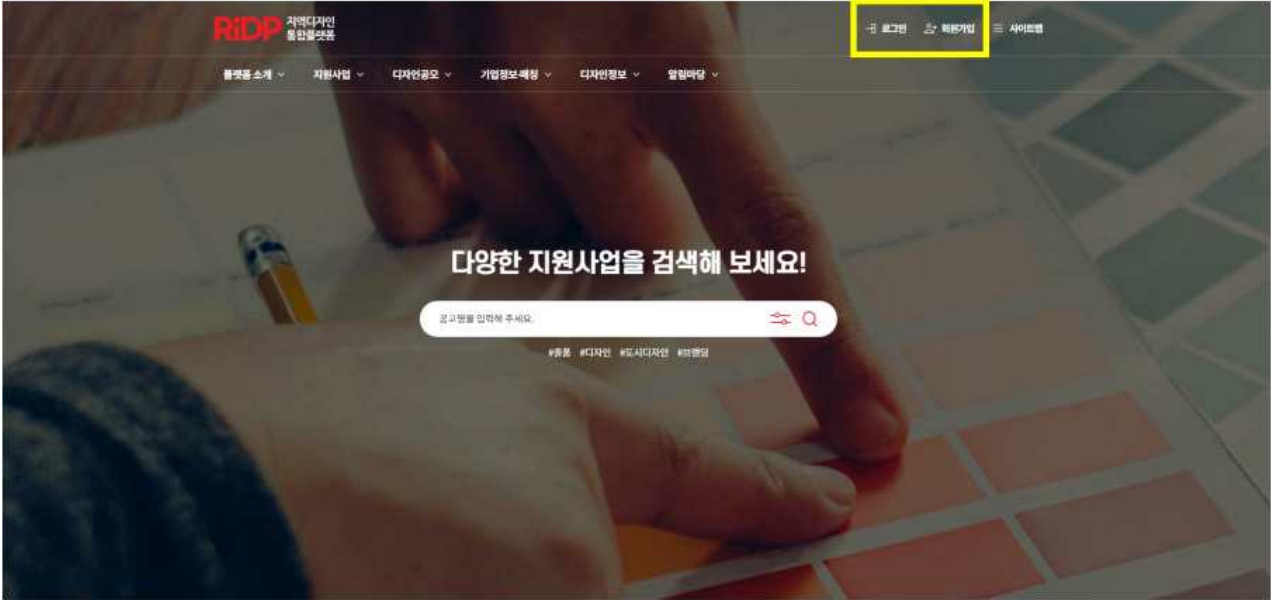 RiDP 지역디자인
통합플랫폼
로그인 회원가입 사이트맵
플랫폼 소개 지원사업 디자인공모 기업정보·매칭 디자인정보 알림마당
다양한 지원사업을 검색해 보세요!
공고명을 입력해 주세요.
#디자인 #도시디자인 #브랜딩